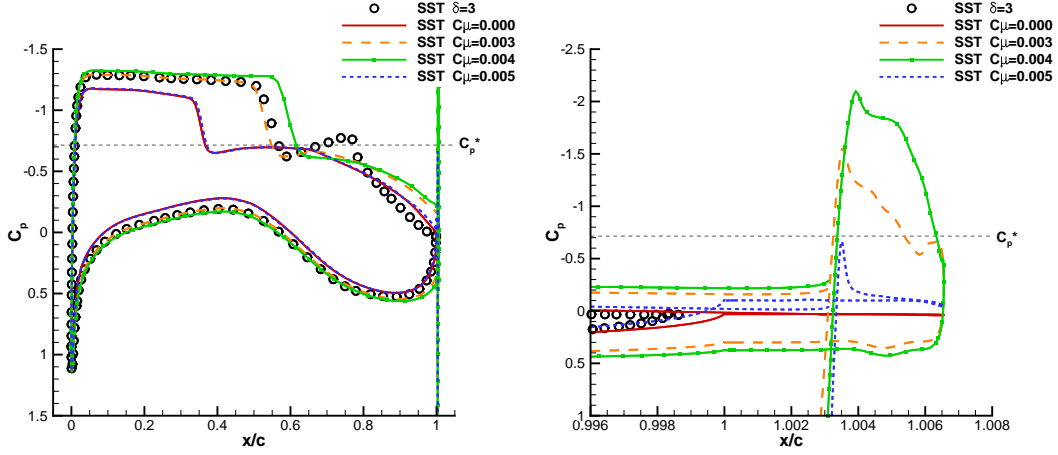 SST δ=3
SST Cμ=0.000
SST Cμ=0.003
SST Cμ=0.004
SST Cμ=0.005
-1.5
-1
-0.5
0
0.5
1
1.5
Cp
Cp*
0 0.2 0.4 0.6 0.8 1
x/c
SST δ=3
SST Cμ=0.000
SST Cμ=0.003
SST Cμ=0.004
SST Cμ=0.005
-2.5
-2
-1.5
-1
-0.5
0
0.5
1
Cp
Cp*
0.996 0.998 1 1.002 1.004 1.006 1.008
x/c